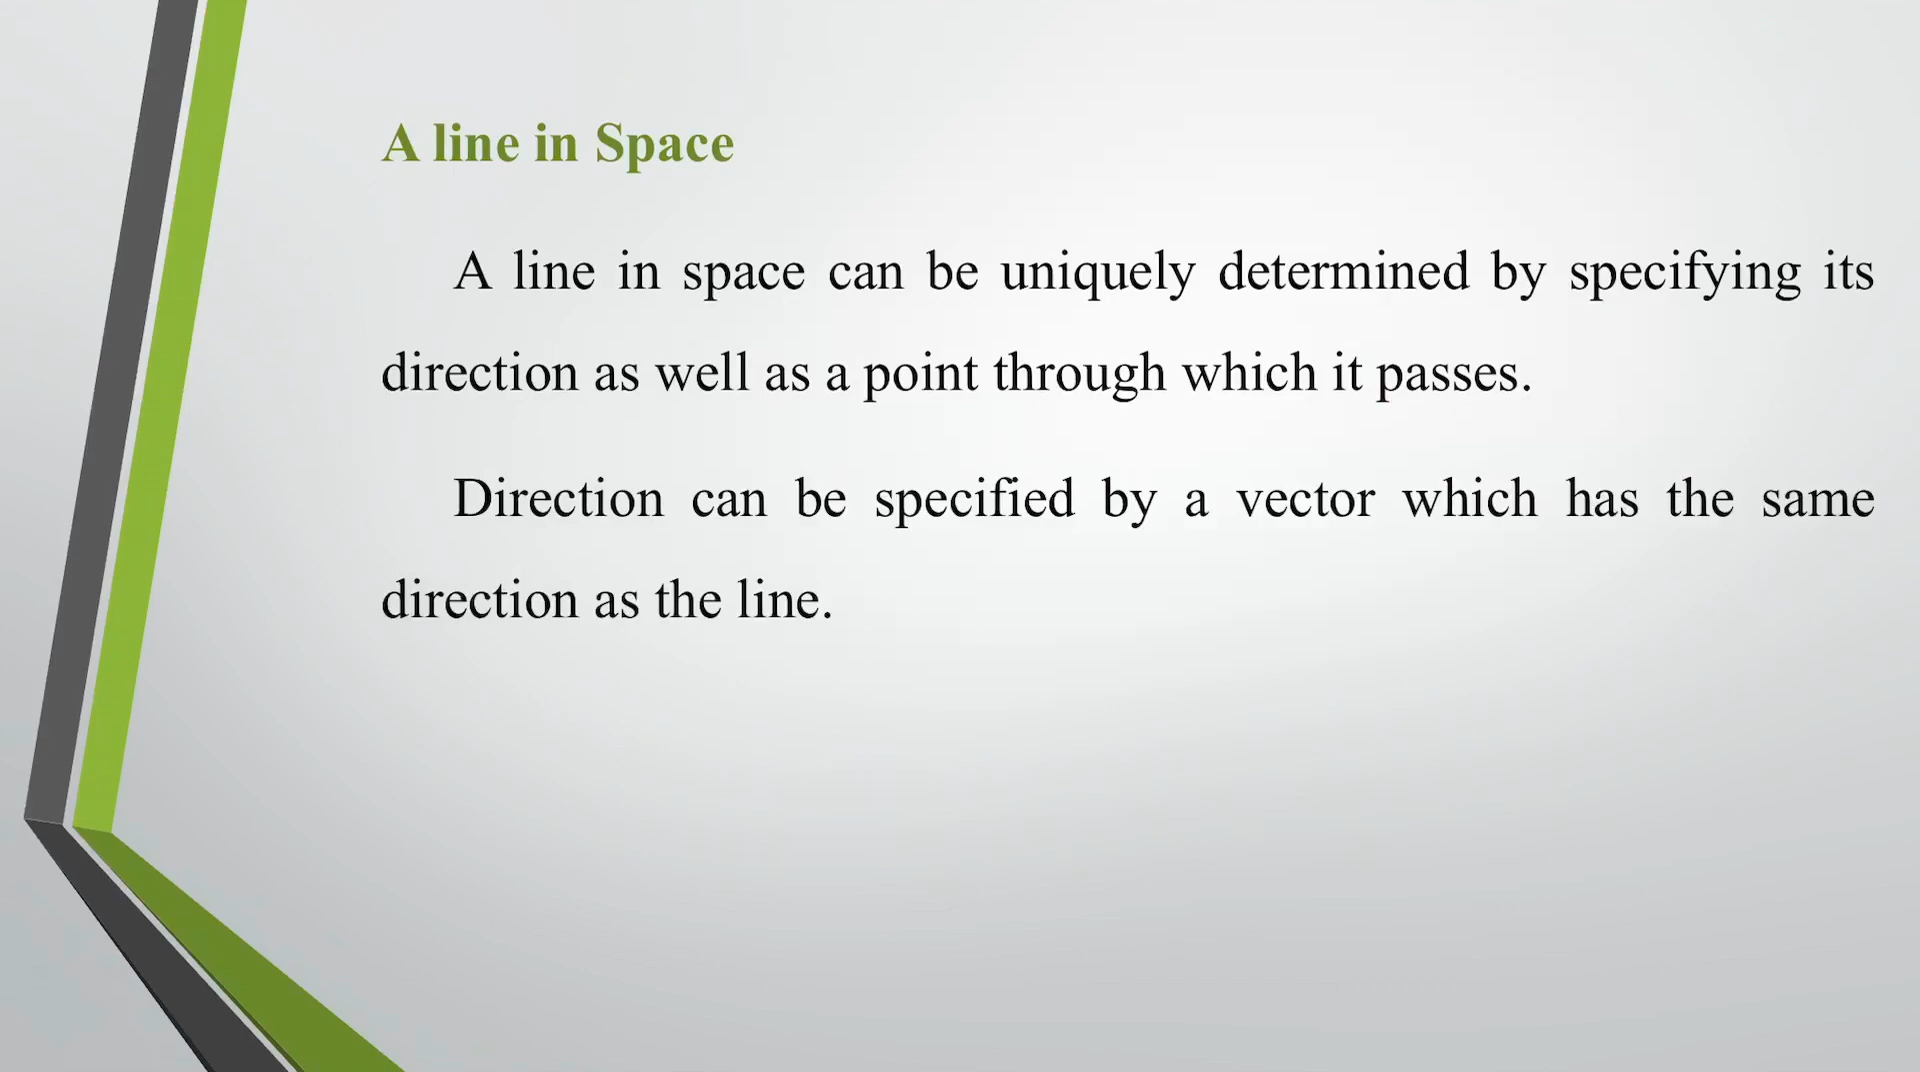 A line in Space
A line in space can be uniquely determined by specifying its
direction as well as a point through which it passes.
Direction can be specified by a vector which has the same
direction as the line.